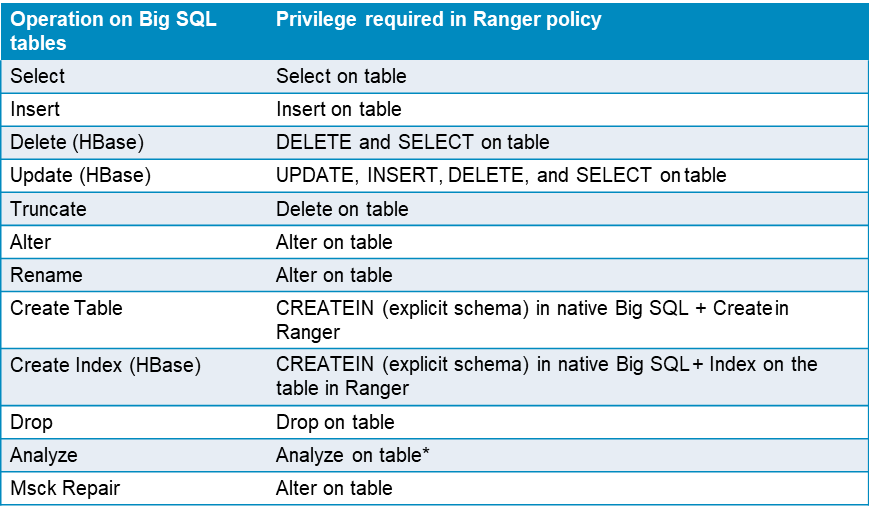 Operation on Big SQL Privilege required in Ranger policy
tables
Select Select on table
Insert Insert on table
Delete (HBase) DELETE and SELECT on table
Update (HBase) UPDATE, INSERT, DELETE, and SELECT on table
Truncate Delete on table
Alter Alter on table
Rename Alter on table
Create Table CREATEIN (explicit schema) in native Big SQL + Create in
Ranger
Create Index (HBase) CREATEIN (explicit schema) in native Big SQL + Index on the
table in Ranger
Drop Drop on table
Analyze Analyze on table*
Msck Repair Alter on table